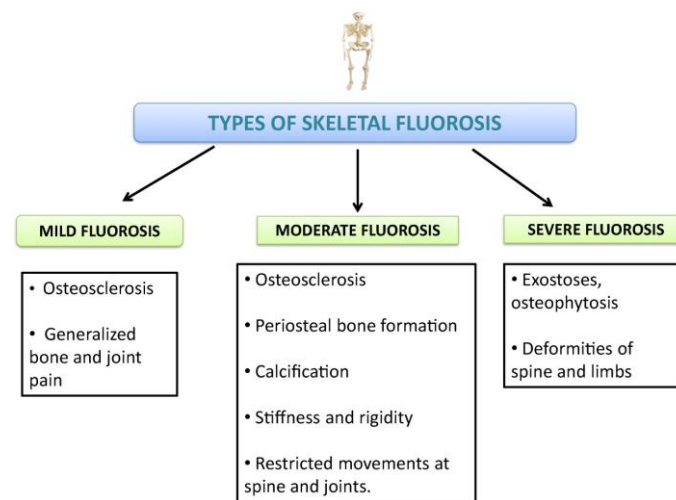 TYPES OF SKELETAL FLUOROSIS
MILD FLUOROSIS
• Osteosclerosis
• Generalized
bone and joint
pain
MODERATE FLUOROSIS
• Osteosclerosis
• Periosteal bone formation
• Calcification
• Stiffness and rigidity
• Restricted movements at
spine and joints.
SEVERE FLUOROSIS
• Exostoses,
osteophytosis
• Deformities of
spine and limbs